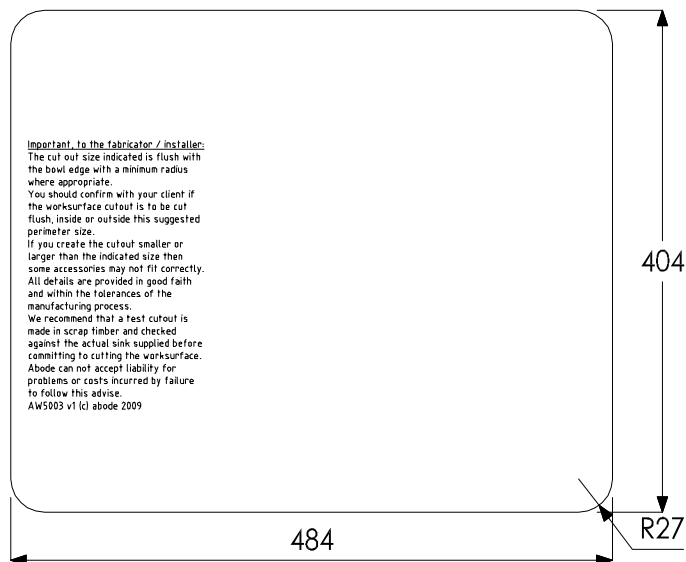 Important, to the fabricator / installer:
The cut out size indicated is flush with
the bowl edge with a minimum radius
where appropriate.
You should confirm with your client if
the worksurface cutout is to be cut
flush, inside or outside this suggested
perimeter size.
If you create the cutout smaller or
larger than the indicated size then
some accessories may not fit correctly.
All details are provided in good faith
and within the tolerances of the
manufacturing process.
We recommend that a test cutout is
made in scrap timber and checked
against the actual sink supplied before
committing to cutting the worksurface.
Abode can not accept liability for
problems or costs incurred by failure
to follow this advise.
AW5003 v1 (c) abode 2009
404
R27
484